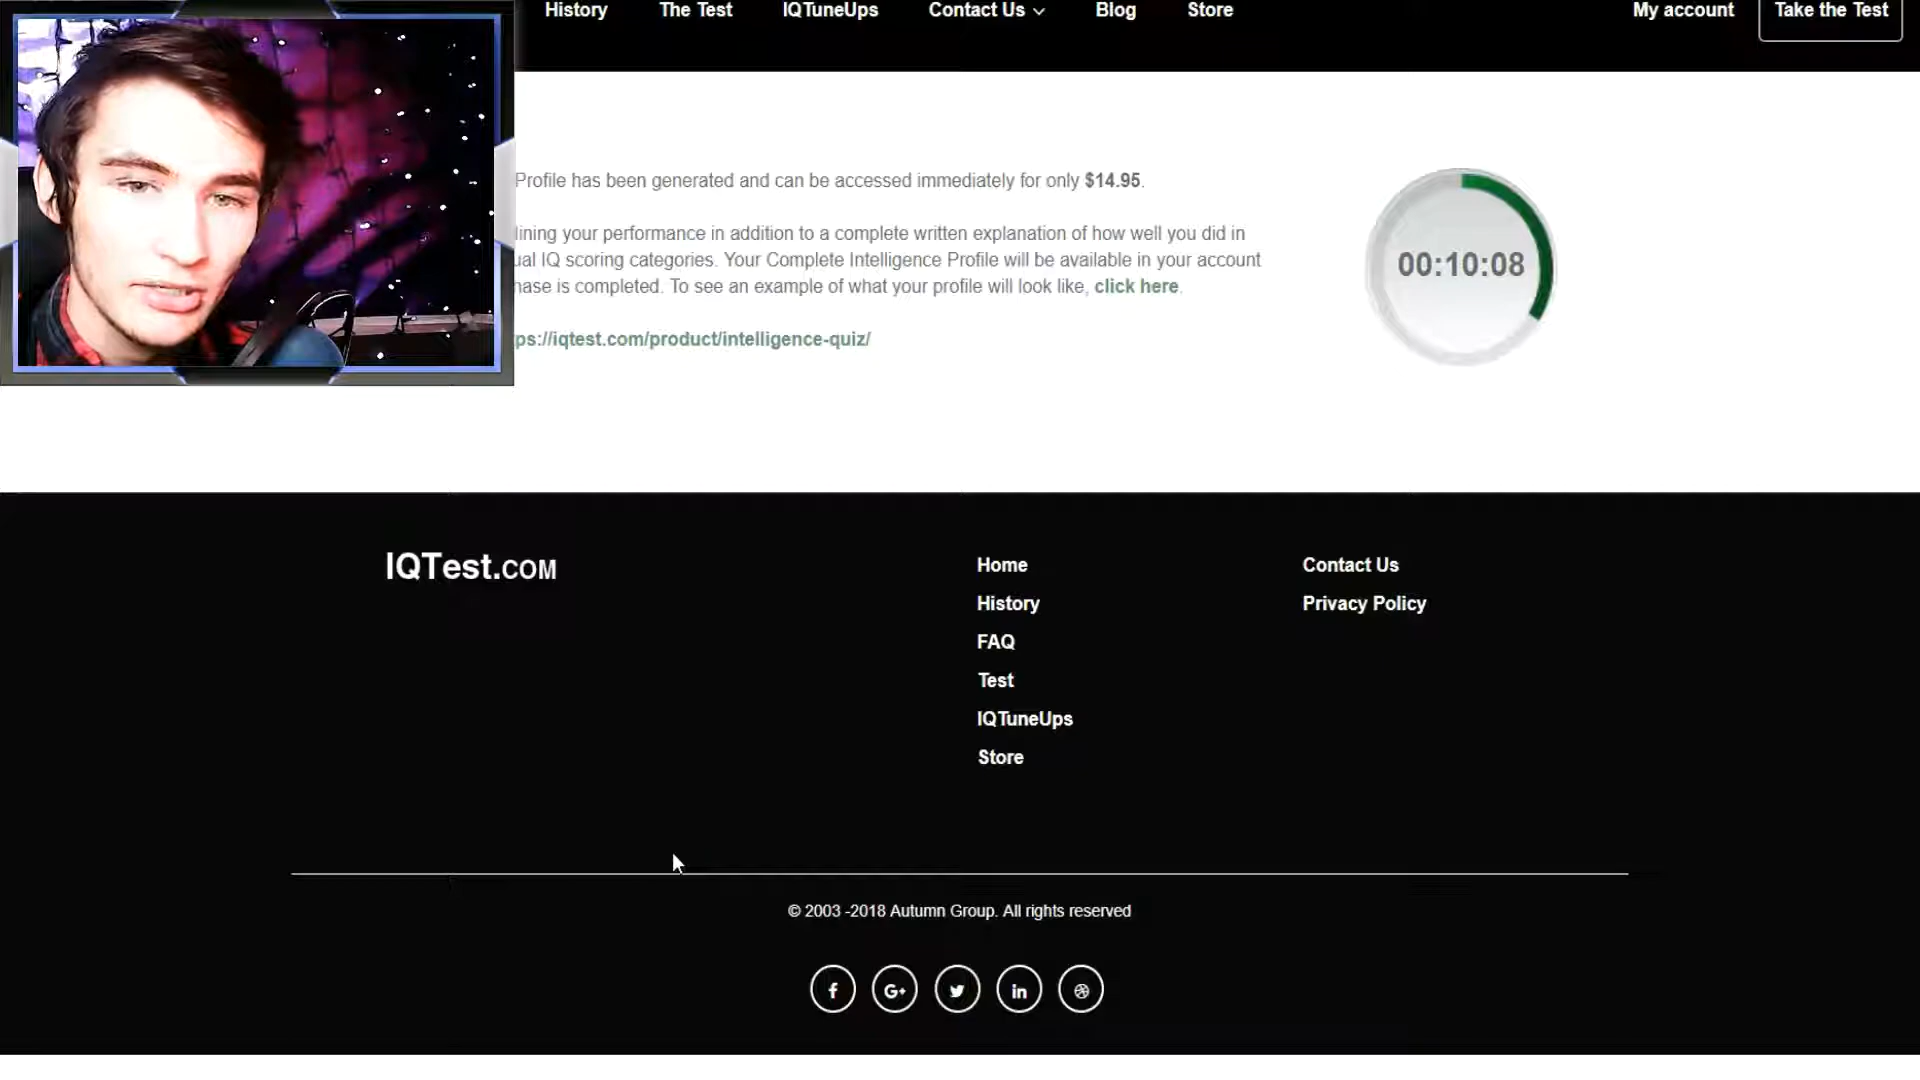 History The Test IQTuneUps Contact Us Blog Store My account Take the Test
Profile has been generated and can be accessed immediately for only $14.95.
your performance in addition to a complete written explanation of how well you did in
IQ scoring categories. Your Complete Intelligence Profile will be available in your account
is completed. To see an example of what your profile will look like, click here.
ps://iqtest.com/product/intelligence-quiz/
00:10:08
IQTest.COM
Home
History
FAQ
Test
IQTuneUps
Store
Contact Us
Privacy Policy
© 2003 -2018 Autumn Group. All rights reserved
f G+ in